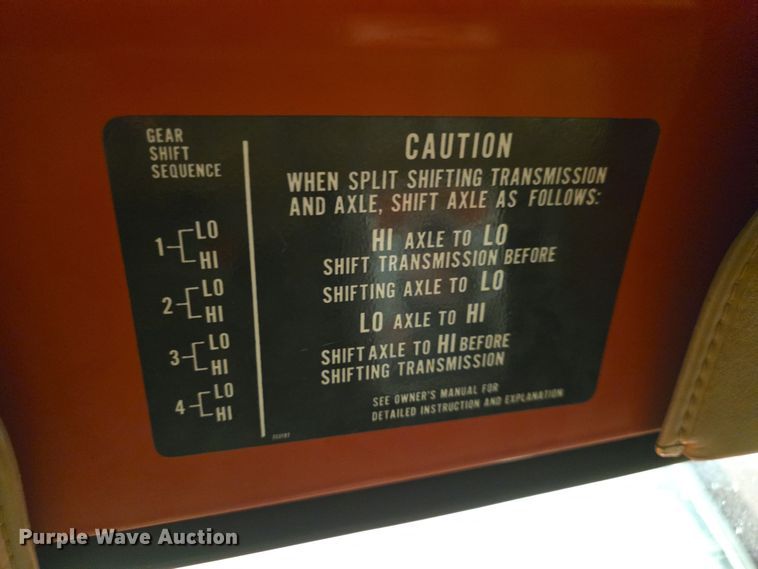 GEAR
SHIFT
SEQUENCE
1 LO
HI
2 LO
HI
3 LO
HI
4 LO
HI
CAUTION
WHEN SPLIT SHIFTING TRANSMISSION
AND AXLE, SHIFT AXLE AS FOLLOWS:
HI AXLE TO LO
SHIFT TRANSMISSION BEFORE
SHIFTING AXLE TO LO
LO AXLE TO HI
SHIFT AXLE TO HI BEFORE
SHIFTING TRANSMISSION
SEE OWNER'S MANUAL FOR
DETAILED INSTRUCTION AND EXPLANATION
Purple Wave Auction